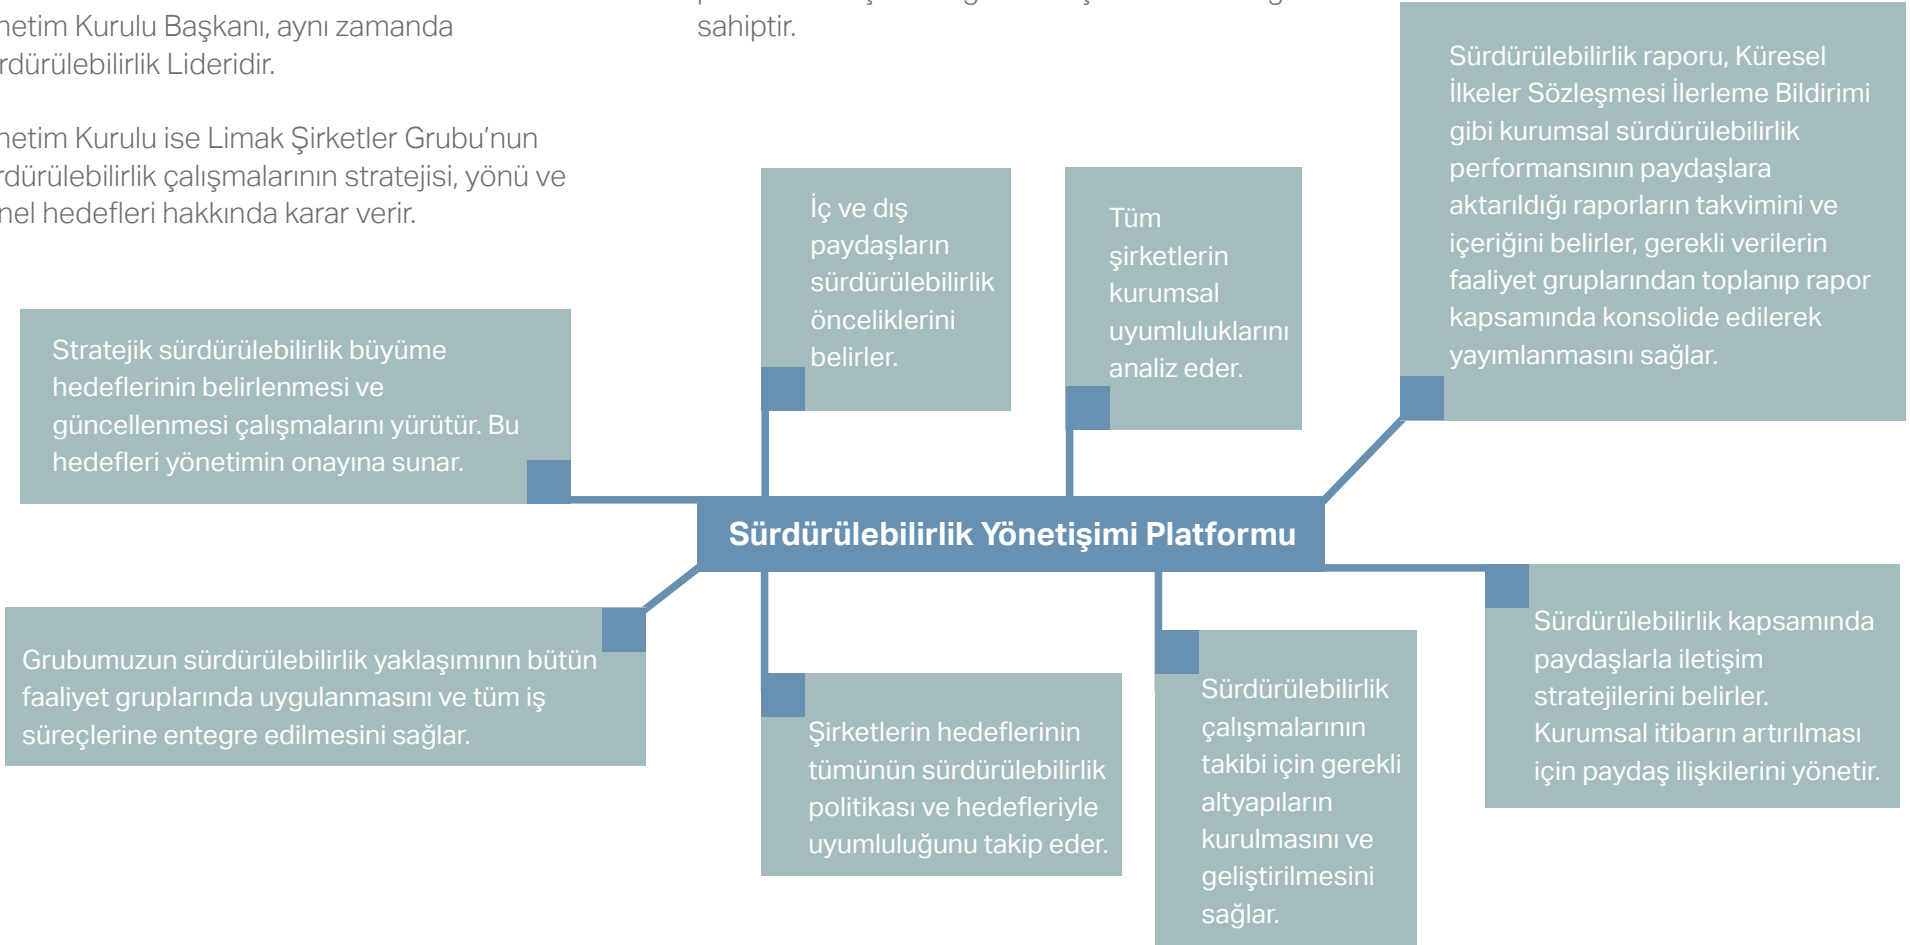 netim Kurulu Başkanı, aynı zamanda
rdürülebilirlik Lideridir.
netim Kurulu ise Limak Şirketler Grubu’nun
rdürülebilirlik çalışmalarının stratejisi, yönü ve
nel hedefleri hakkında karar verir.
sahiptir.
Stratejik sürdürülebilirlik büyüme
hedeflerinin belirlenmesi ve
güncellenmesi çalışmalarını yürütür. Bu
hedefleri yönetimin onayına sunar.
İç ve dış
paydaşların
sürdürülebilirlik
önceliklerini
belirler.
Tüm
şirketlerin
kurumsal
uyumluluklarını
analiz eder.
Sürdürülebilirlik raporu, Küresel
İlkeler Sözleşmesi İlerleme Bildirimi
gibi kurumsal sürdürülebilirlik
performansının paydaşlara
aktarıldığı raporların takvimini ve
içeriğini belirler, gerekli verilerin
faaliyet gruplarından toplanıp rapor
kapsamında konsolide edilerek
yayımlanmasını sağlar.
Sürdürülebilirlik Yönetişimi Platformu
Grubumuzun sürdürülebilirlik yaklaşımının bütün
faaliyet gruplarında uygulanmasını ve tüm iş
süreçlerine entegre edilmesini sağlar.
Şirketlerin hedeflerinin
tümünün sürdürülebilirlik
politikası ve hedefleriyle
uyumluluğunu takip eder.
Sürdürülebilirlik
çalışmalarının
takibi için gerekli
altyapıların
kurulmasını ve
geliştirilmesini
sağlar.
Sürdürülebilirlik kapsamında
paydaşlarla iletişim
stratejilerini belirler.
Kurumsal itibarın artırılması
için paydaş ilişkilerini yönetir.